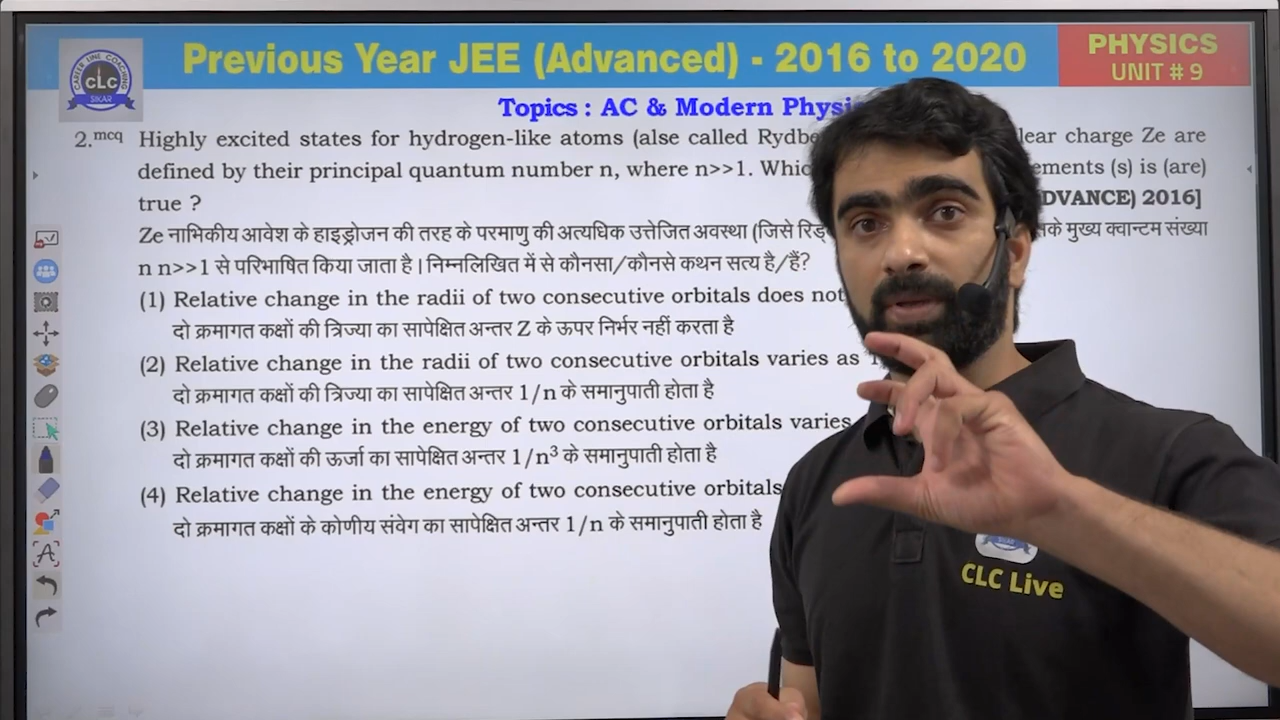 Previous Year JEE (Advanced) - 2016 to 2020
PHYSICS
UNIT # 9
CAREER LINE COACHING
CLC
SIKAR
Topics : AC & Modern
2.mcq Highly excited states for hydrogen-like atoms (alse called charge Ze are
defined by their principal quantum number n, where n>>1. (s) is (are)
true ?
2016]
Ze नाभिकीय आवेश के हाइड्रोजन की तरह के परमाणु की अत्यधिक उत्तेजित अवस्था (जिसे मुख्य क्वान्टम संख्या
n n>>1 से परिभाषित किया जाता है। निम्नलिखित में से कौनसा/कौनसे कथन सत्य है/हैं?
(1) Relative change in the radii of two consecutive orbitals does not
दो क्रमागत कक्षों की त्रिज्या का सापेक्षित अन्तर Z के ऊपर निर्भर नहीं करता है
(2) Relative change in the radii of two consecutive orbitals varies as
दो क्रमागत कक्षों की त्रिज्या का सापेक्षित अन्तर 1/n के समानुपाती होता है
(3) Relative change in the energy of two consecutive orbitals varies
दो क्रमागत कक्षों की ऊर्जा का सापेक्षित अन्तर 1/n³ के समानुपाती होता है
(4) Relative change in the energy of two consecutive orbitals
दो क्रमागत कक्षों के कोणीय संवेग का सापेक्षित अन्तर 1/n के समानुपाती होता है
CLC Live